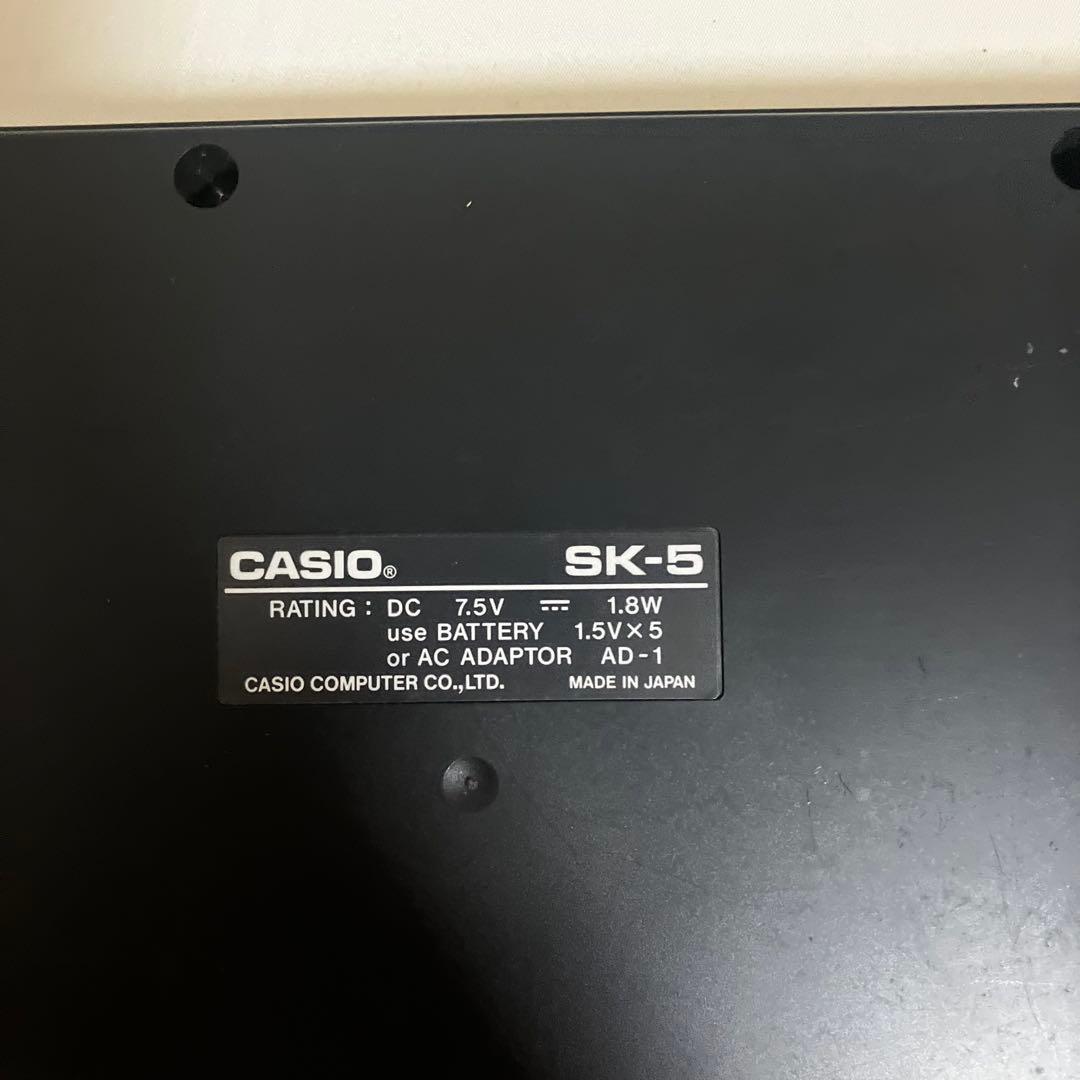 CASIO® SK-5
RATING : DC 7.5V ⎓ 1.8W
use BATTERY 1.5V×5
or AC ADAPTOR AD-1
CASIO COMPUTER CO.,LTD. MADE IN JAPAN